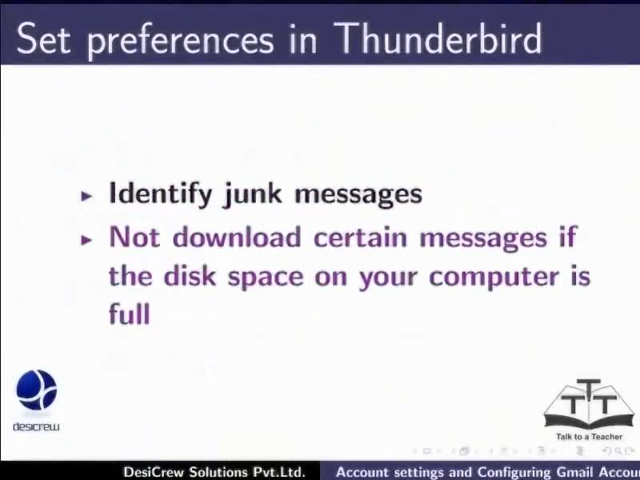 Set preferences in Thunderbird
Identify junk messages
Not download certain messages if
the disk space on your computer is
full
desicrew
TTT
Talk to a Teacher
DesiCrew Solutions Pvt.Ltd.
Account settings and Configuring Gmail Accou